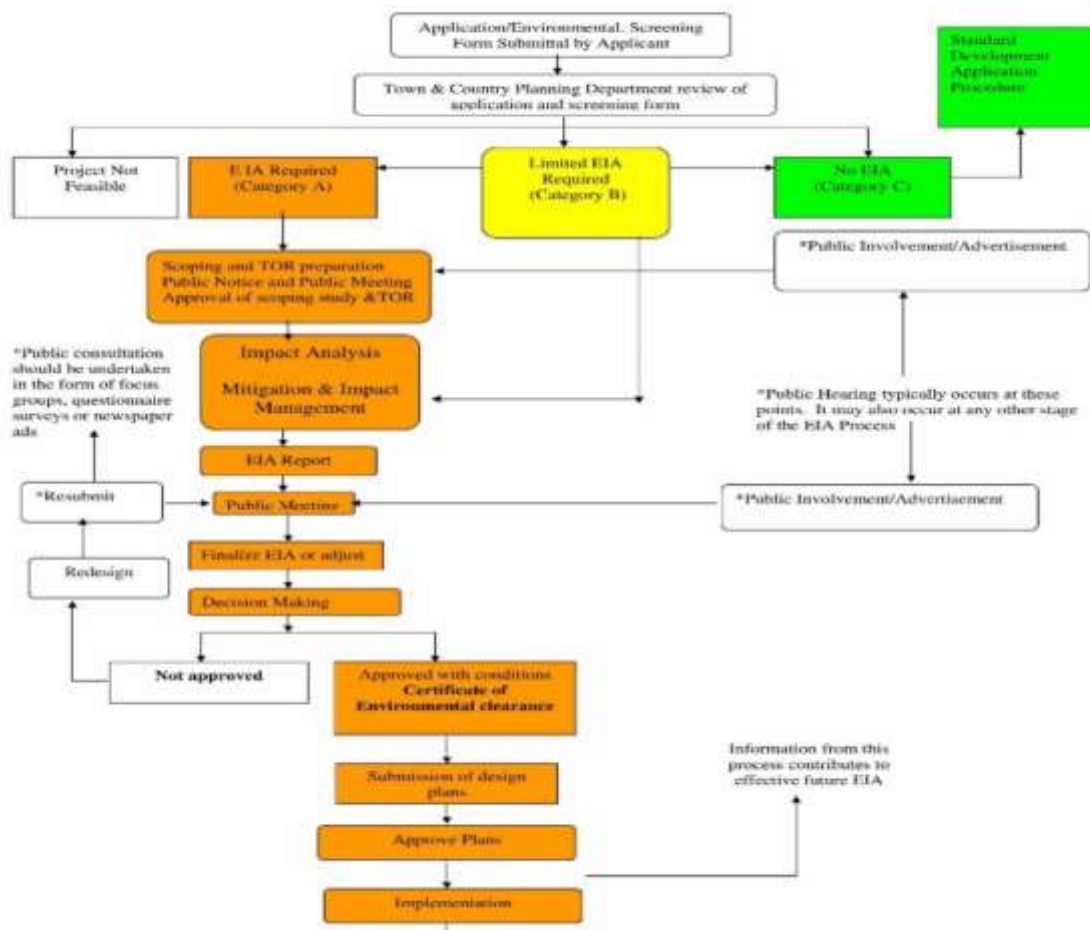 Application/Environmental. Screening
Form Submittal by Applicant
Standard
Development
Application
Procedure
Town & Country Planning Department review of
application and screening form
Project Not
Feasible
E IA Required
(Category A)
Limited EIA
Required
(Category B)
No EIA
(Category C)
*Public Involvement/Advertisement
Scoping and TOR preparation
Public Notice and Public Meeting
Approval of scoping study &TOR
*Public consultation
should be undertaken
in the form of focus
groups, questionnaire
surveys or newspaper
ads
Impact Analysis
Mitigation & Impact
Management
*Public Hearing typically occurs at these
points. It may also occur at any other stage
of the EIA Process
EIA Report
*Resubmit
Public Meeting
*Public Involvement/Advertisement
Finalize EIA or adjust
Redesign
Decision Making
Not approved
Approved with conditions
Certificate of
Environmental clearance
Information from this
process contributes to
effective future EIA
Submission of design
plans
Approve Plans
Implementation